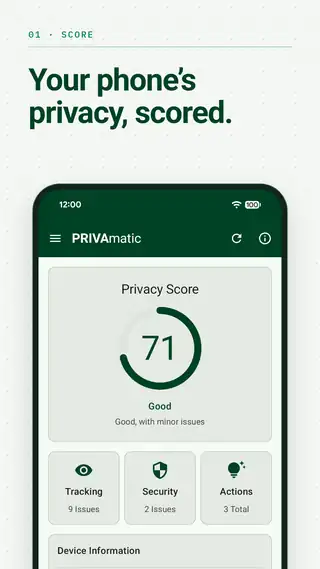 01 · SCORE
Your phone’s
privacy, scored.
12:00
100
PRIVAmatic
Privacy Score
71
Good
Good, with minor issues
Tracking
9 Issues
Security
2 Issues
Actions
3 Total
Device Information